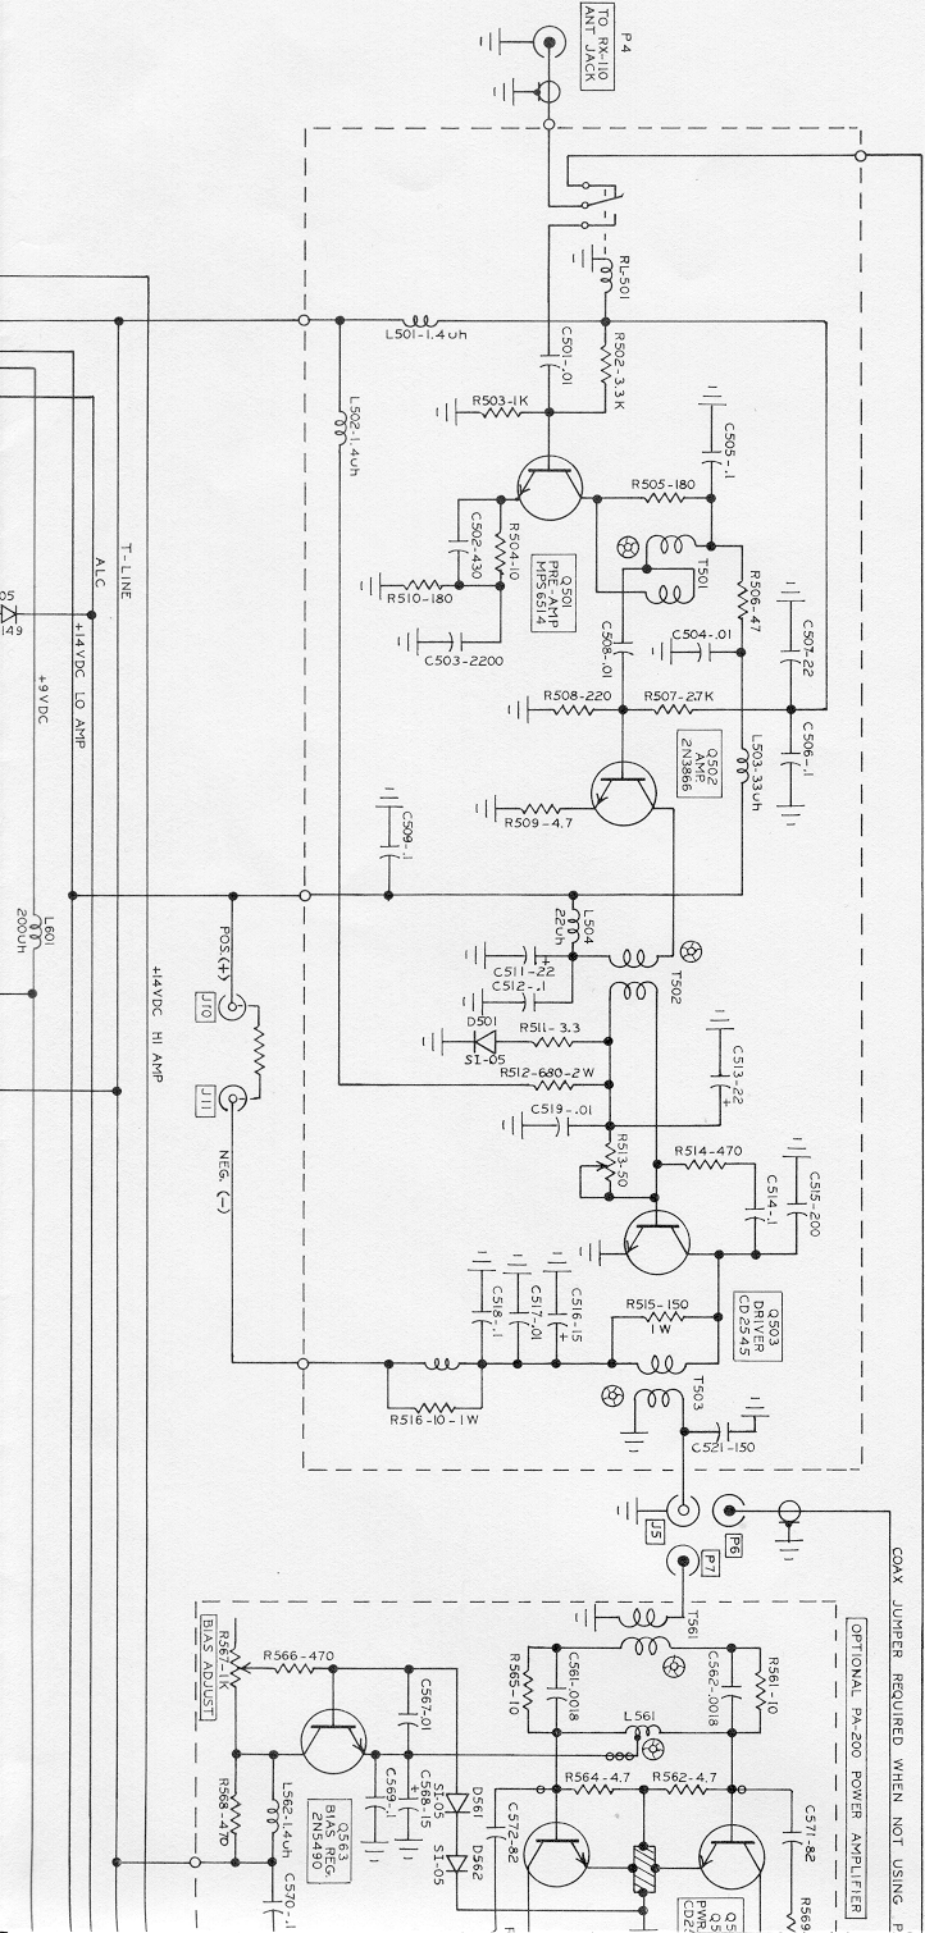 P4
TO RX-110
ANT JACK
RL-501
L501-1.4uh
C501-.01
R502-3.3K
R503-1K
L502-1.4uh
C505-.1
R505-180
C502-430
R504-10
R510-180
C503-2200
Q501
PRE-AMP
MPS6514
T501
R506-47
C508-.01
C504-.01
C507-22
R508-220
R507-2.7K
C506-.1
Q502
AMP.
2N3866
L503-33uh
R509-4.7
C509-.1
L504
22uh
C511-22
+
C512-.1
T502
D501
SI-05
R511-3.3
R512-680-2W
C513-22
+
C519-.01
R513-50
R514-470
C514-.1
C515-200
Q503
DRIVER
CD2545
C518-.1
C517-.01
C516-15
+
R515-150
1W
T503
R516-10-1W
C521-150
J5
P6
P7
T-LINE
ALC
05
149
+14VDC LO AMP
+9VDC
L601
200uh
+14VDC HI AMP
POS.(+)
J10
J11
NEG. (-)
COAX JUMPER REQUIRED WHEN NOT USING P
OPTIONAL PA-200 POWER AMPLIFIER
T561
R567-1K
BIAS ADJUST
R566-470
R565-10
C561-.0018
C562-.0018
R561-10
C567-.01
L561
R568-470
L562-1.4uh
C569-.1
C568-15
+
D561
SI-05
D562
SI-05
Q563
BIAS REG.
2N5490
C570-.1
R564-4.7
R562-4.7
C572-82
C571-82
R569-
Q5
Q5
PWR
CD2
R